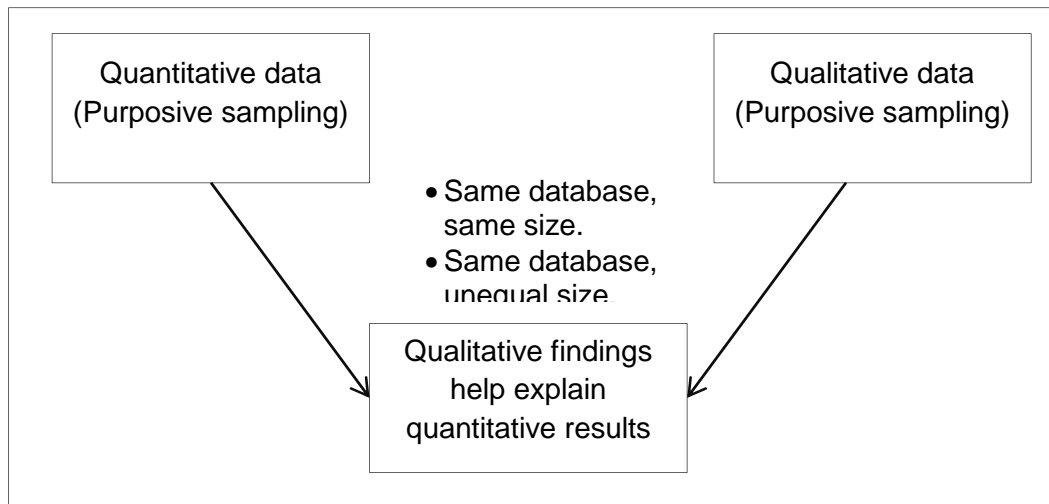 Quantitative data
(Purposive sampling)
Qualitative data
(Purposive sampling)
• Same database,
same size.
• Same database,
unequal size.
Qualitative findings
help explain
quantitative results